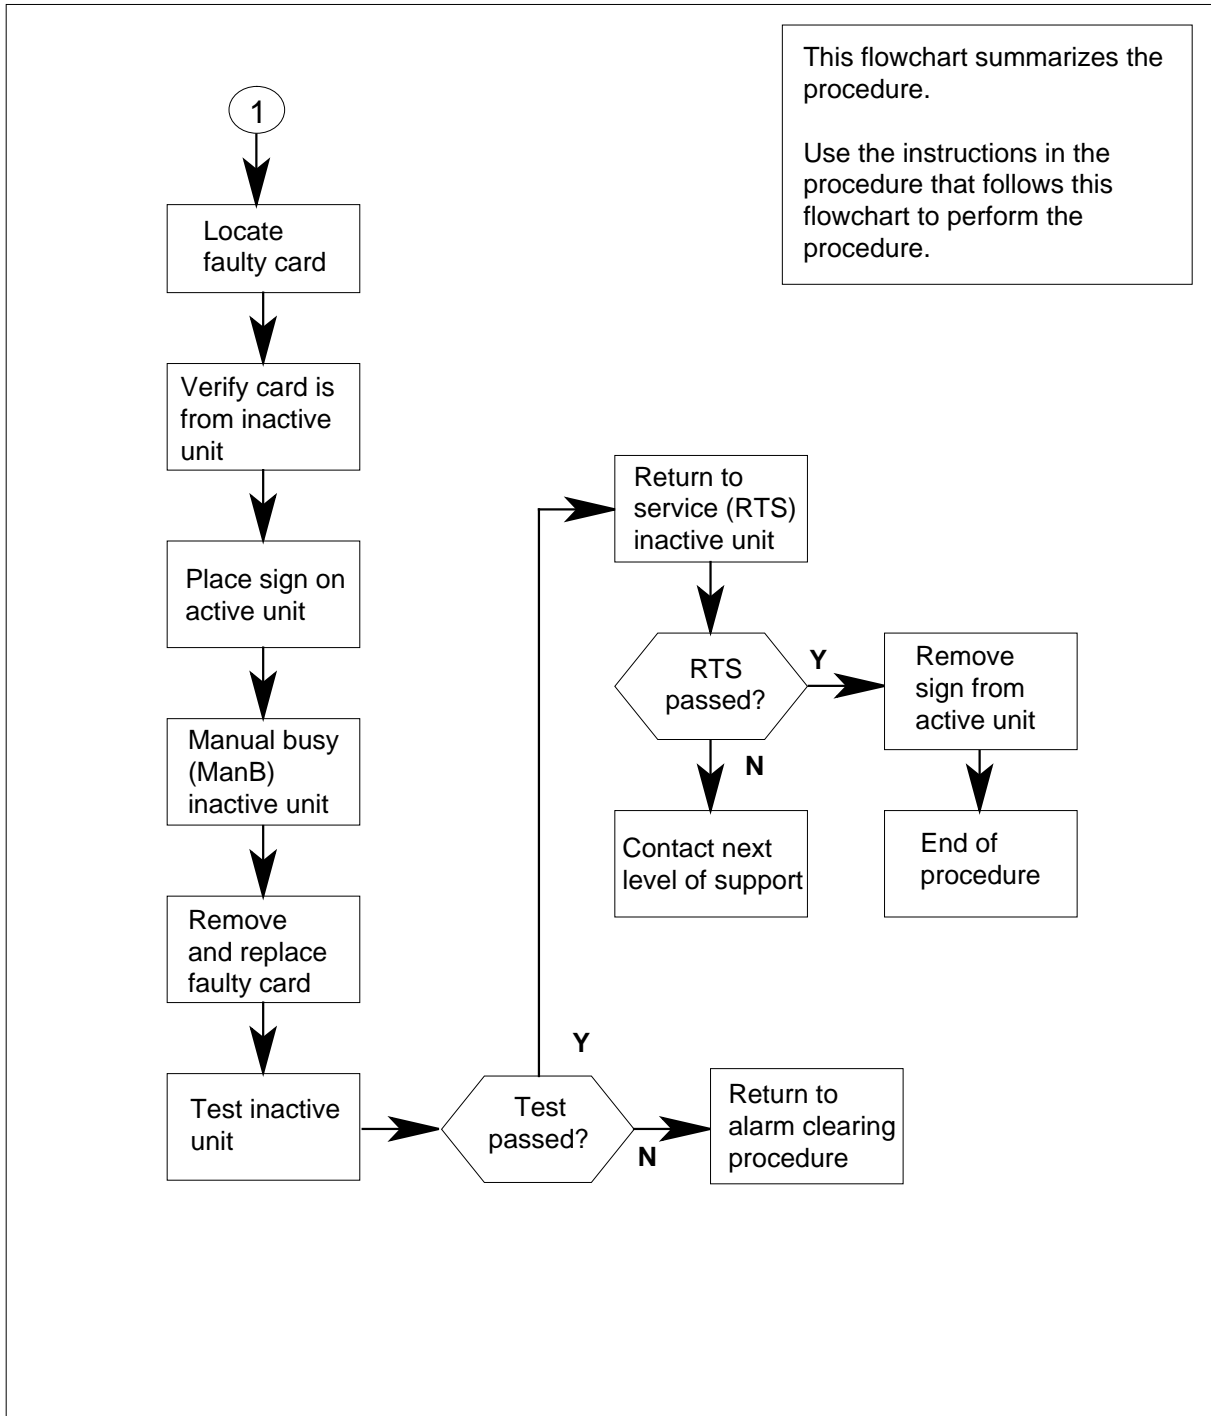 This flowchart summarizes the
procedure.
Use the instructions in the
procedure that follows this
flowchart to perform the
procedure.
1
Locate
faulty card
Verify card is
from inactive
unit
Place sign on
active unit
Manual busy
(ManB)
inactive unit
Remove
and replace
faulty card
Test inactive
unit
Test
passed?
Y
N
Return to
alarm clearing
procedure
Return to
service (RTS)
inactive unit
RTS
passed?
Y
N
Remove
sign from
active unit
Contact next
level of support
End of
procedure